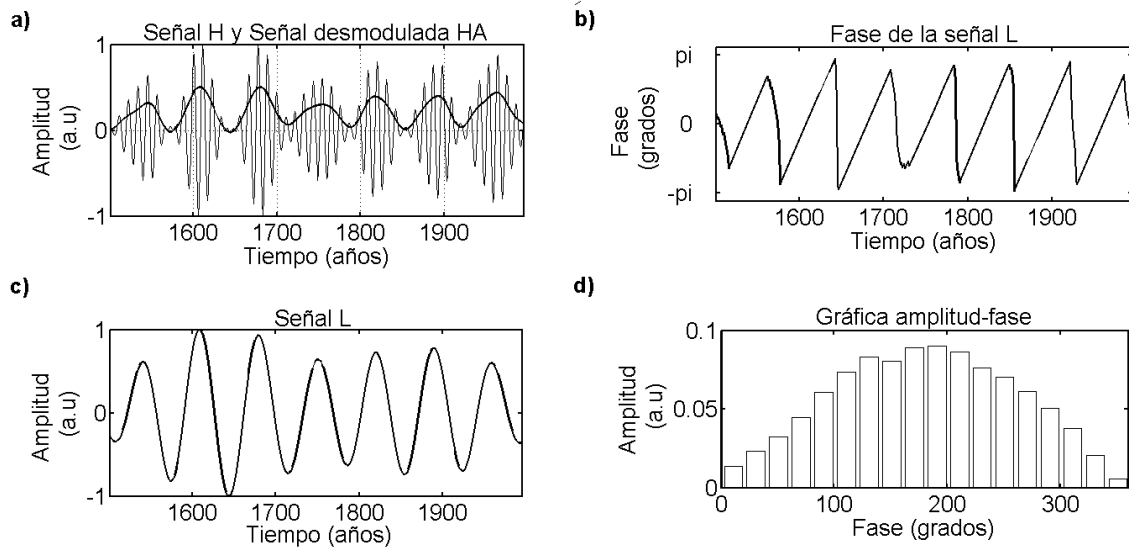 a)
Señal H y Señal desmodulada HA
1
0
-1
Amplitud
(a.u)
1600 1700 1800 1900
Tiempo (años)
b)
Fase de la señal L
pi
0
-pi
Fase
(grados)
1600 1700 1800 1900
Tiempo (años)
c)
Señal L
1
0
-1
Amplitud
(a.u)
1600 1700 1800 1900
Tiempo (años)
d)
Gráfica amplitud-fase
0.1
0.05
0
Amplitud
(a.u)
0 100 200 300
Fase (grados)